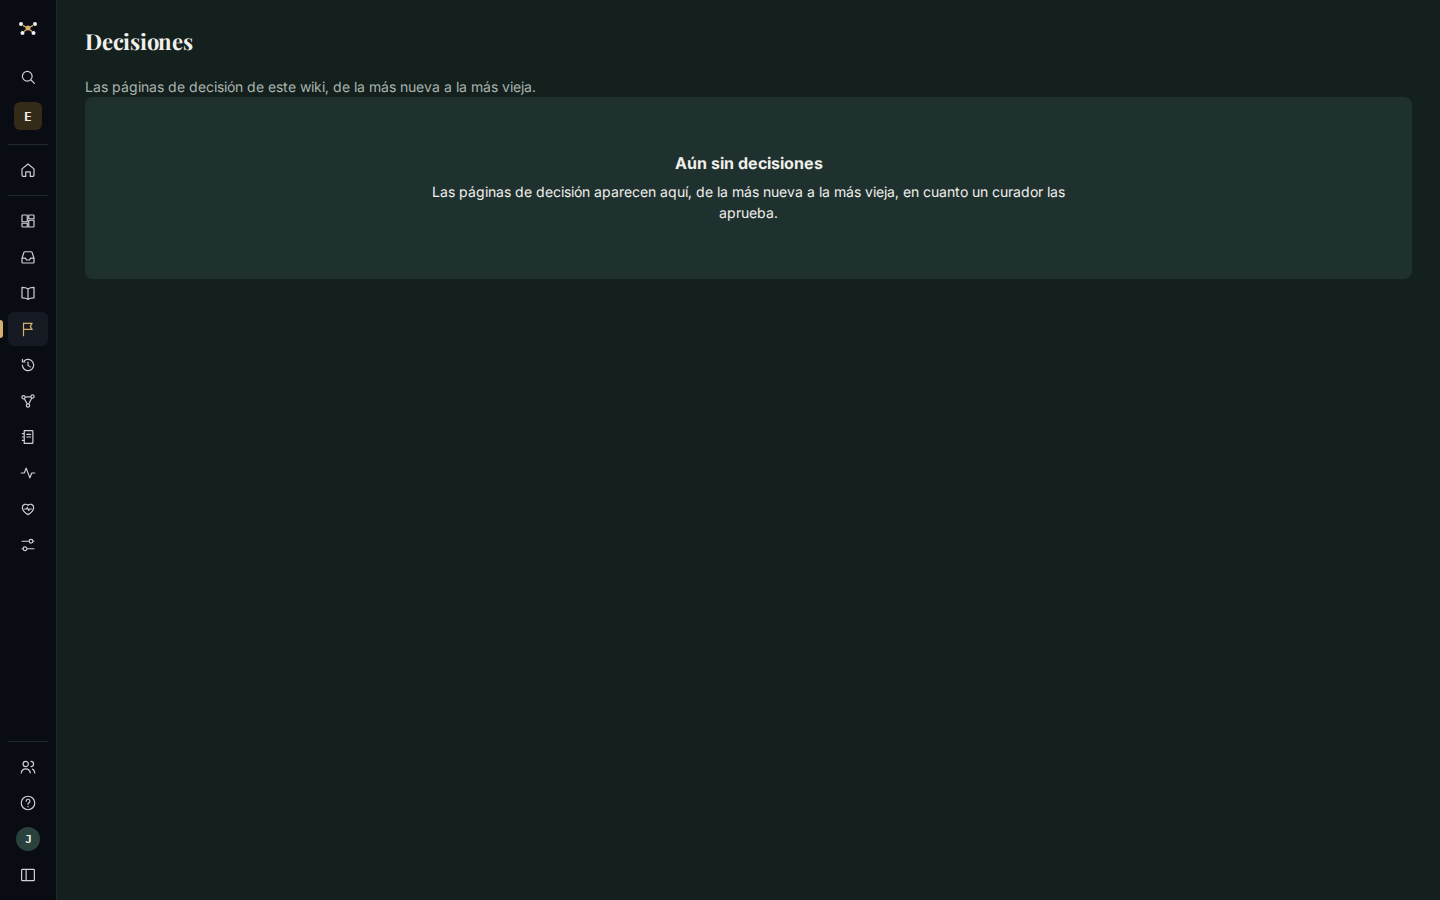 Decisiones
Las páginas de decisión de este wiki, de la más nueva a la más vieja.
E
Aún sin decisiones
Las páginas de decisión aparecen aquí, de la más nueva a la más vieja, en cuanto un curador las
aprueba.
J